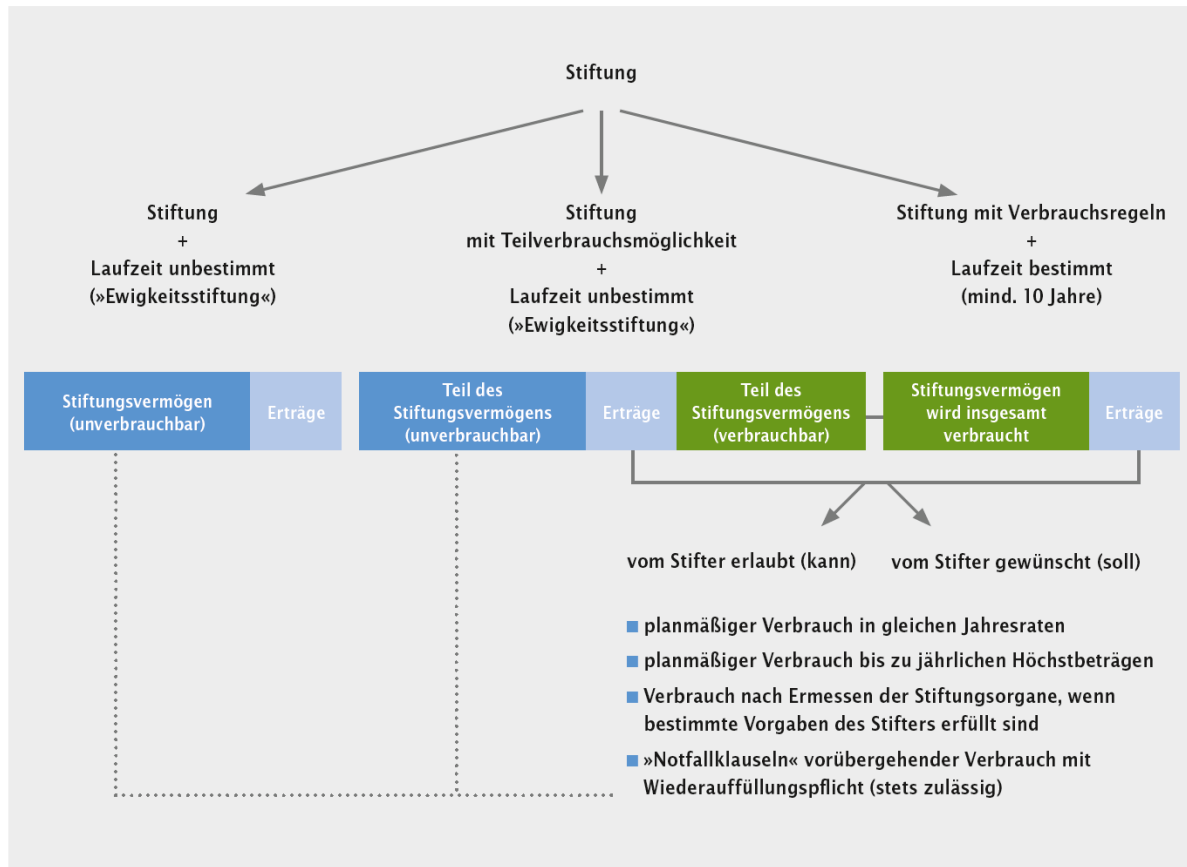 Stiftung
Stiftung
+
Laufzeit unbestimmt
(»Ewigkeitsstiftung«)
Stiftung
mit Teilverbrauchsmöglichkeit
+
Laufzeit unbestimmt
(»Ewigkeitsstiftung«)
Stiftung mit Verbrauchsregeln
+
Laufzeit bestimmt
(mind. 10 Jahre)
Stiftungsvermögen
(unverbrauchbar)
Erträge
Teil des
Stiftungsvermögens
(unverbrauchbar)
Erträge
Teil des
Stiftungsvermögens
(verbrauchbar)
Stiftungsvermögen
wird insgesamt
verbraucht
Erträge
vom Stifter erlaubt (kann)
vom Stifter gewünscht (soll)
planmäßiger Verbrauch in gleichen Jahresraten
planmäßiger Verbrauch bis zu jährlichen Höchstbeträgen
Verbrauch nach Ermessen der Stiftungsorgane, wenn
bestimmte Vorgaben des Stifters erfüllt sind
»Notfallklauseln« vorübergehender Verbrauch mit
Wiederauffüllungspflicht (stets zulässig)